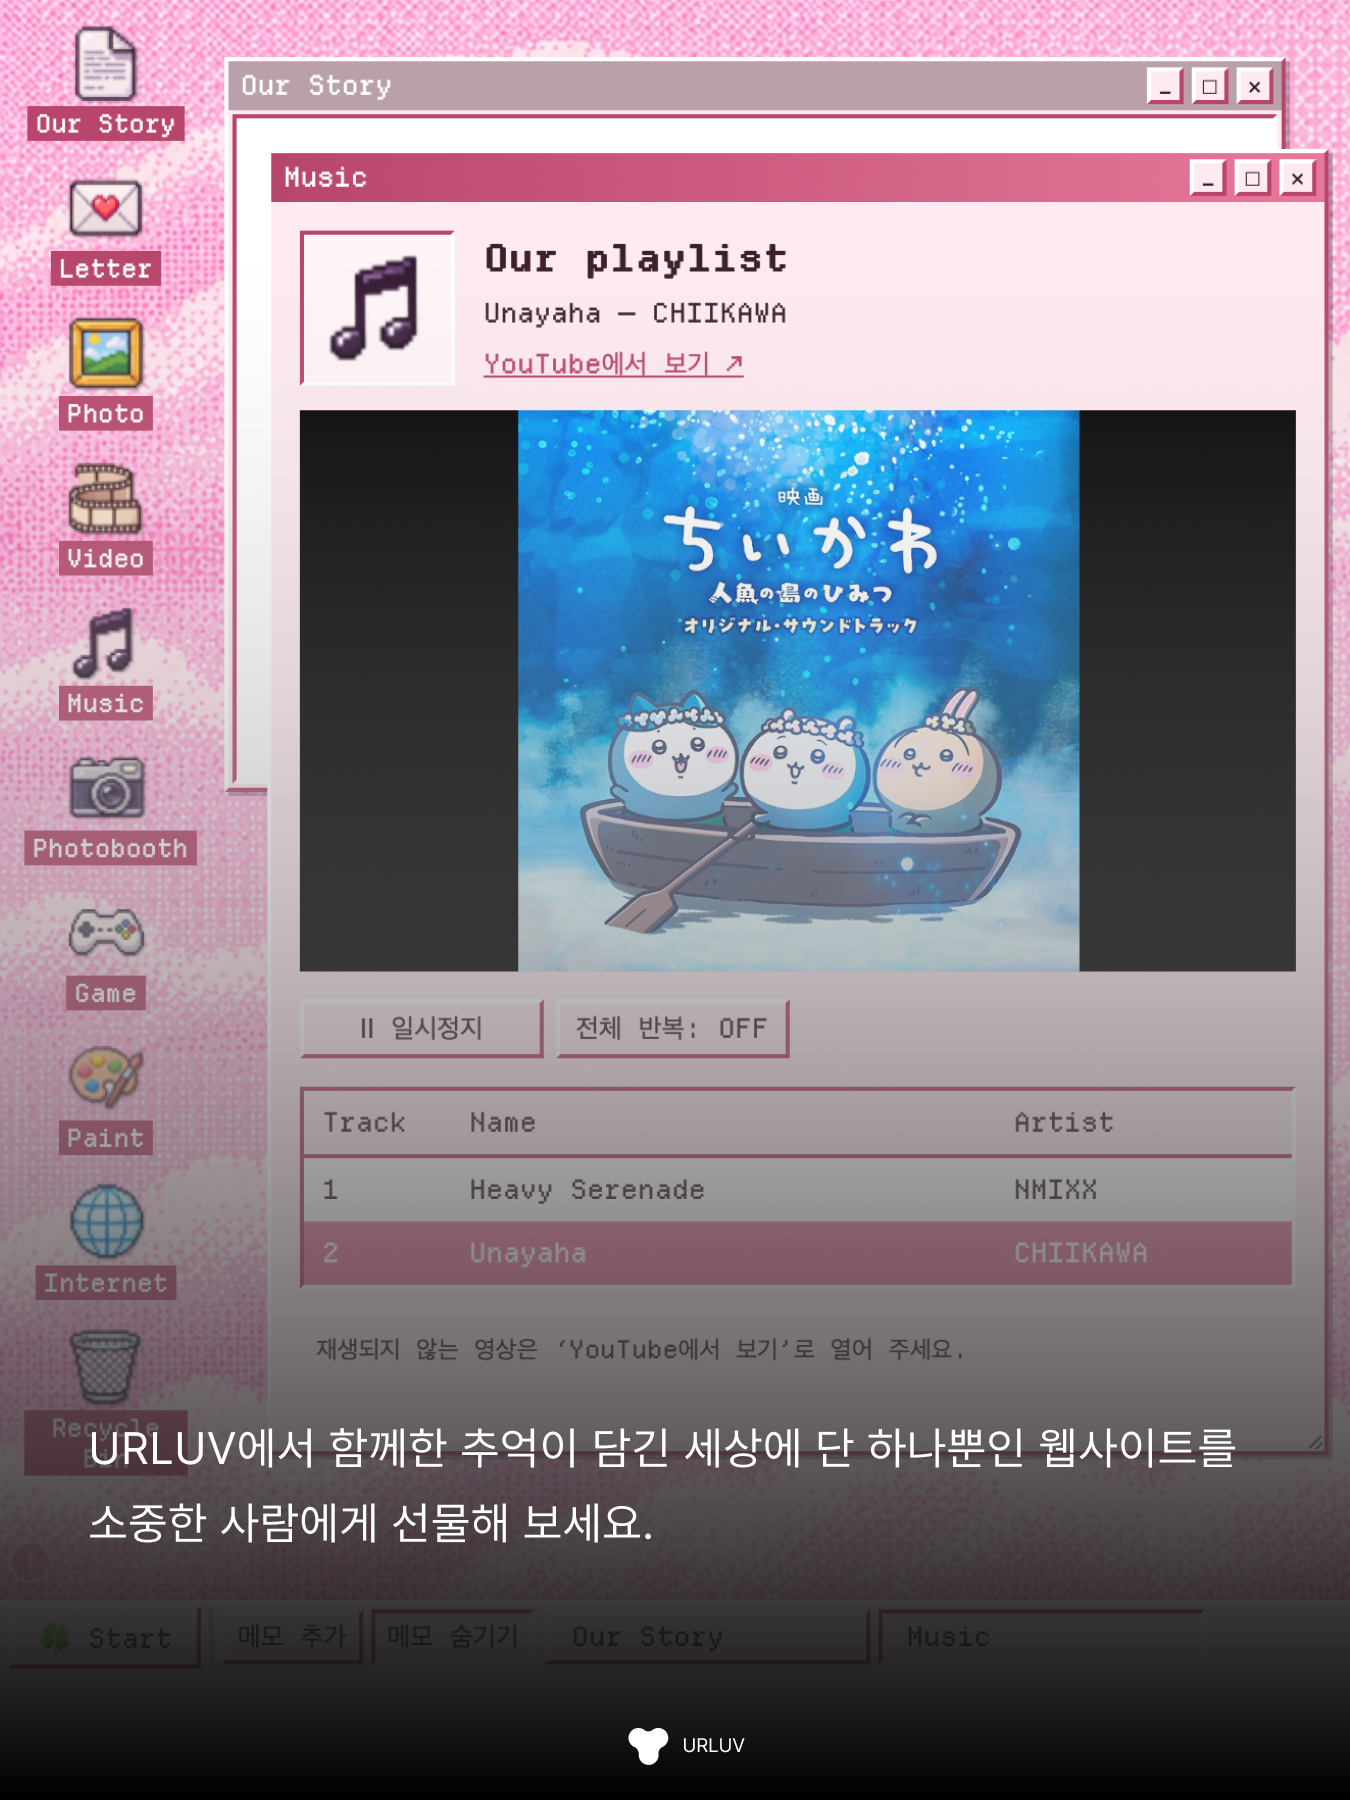 Our Story
Letter
Photo
Video
Music
Photobooth
Game
Paint
Internet
Recycle
Bin
Our Story
Music
Our playlist
Unayaha — CHIIKAWA
YouTube에서 보기 ↗
映画
ちいかわ
人魚の島のひみつ
オリジナル・サウンドトラック
일시정지
전체 반복: OFF
Track Name Artist
1 Heavy Serenade NMIXX
2 Unayaha CHIIKAWA
재생되지 않는 영상은 ‘YouTube에서 보기’로 열어 주세요.
URLUV에서 함께한 추억이 담긴 세상에 단 하나뿐인 웹사이트를
소중한 사람에게 선물해 보세요.
Start 메모 추가 메모 숨기기 Our Story Music
URLUV